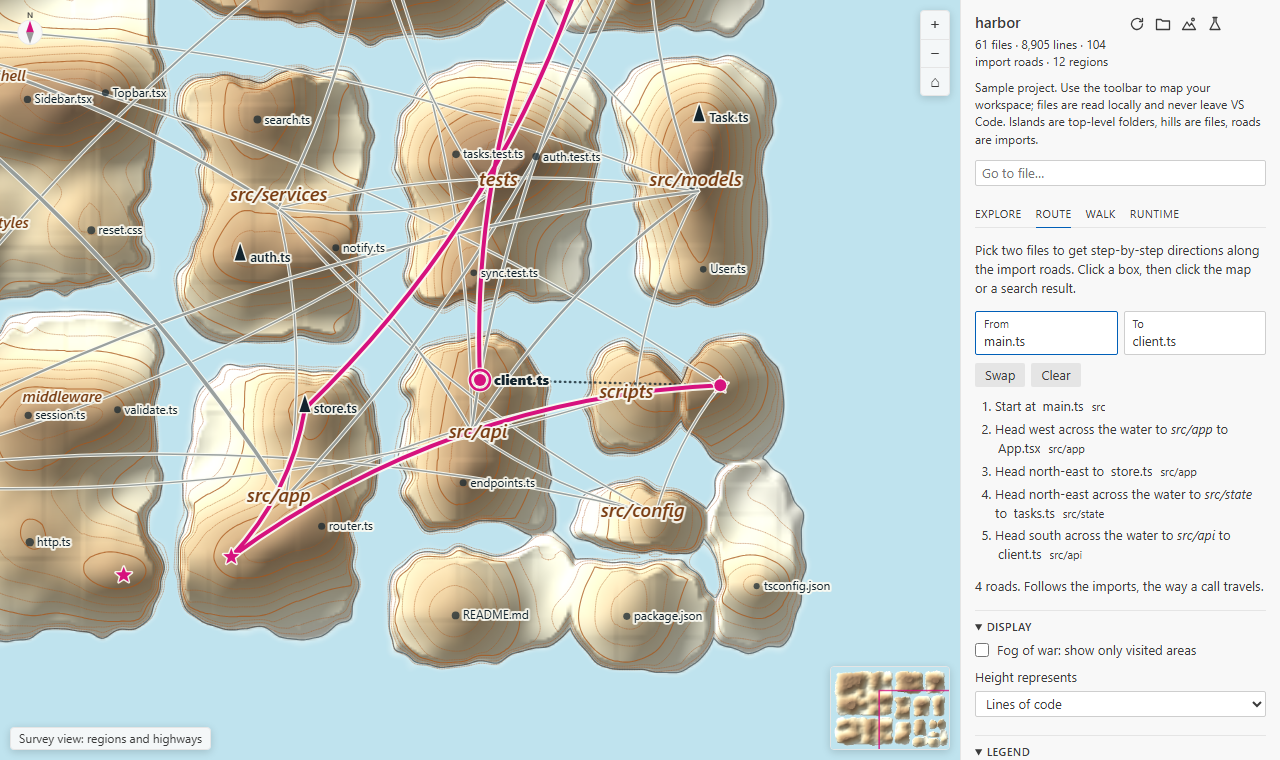 N
hell
Sidebar.tsx
Topbar.tsx
search.ts
src/services
auth.ts
notify.ts
tyles
reset.css
tasks.test.ts
auth.test.ts
tests
sync.test.ts
Task.ts
src/models
User.ts
middleware
session.ts
validate.ts
http.ts
store.ts
src/app
router.ts
client.ts
src/api
endpoints.ts
scripts
src/config
README.md
package.json
tsconfig.json
+
−
Survey view: regions and highways
harbor
61 files · 8,905 lines · 104
import roads · 12 regions
Sample project. Use the toolbar to map your
workspace; files are read locally and never leave VS
Code. Islands are top-level folders, hills are files, roads
are imports.
Go to file...
EXPLORE ROUTE WALK RUNTIME
Pick two files to get step-by-step directions along
the import roads. Click a box, then click the map
or a search result.
From
main.ts
To
client.ts
Swap Clear
1. Start at main.ts src
2. Head west across the water to src/app to
App.tsx src/app
3. Head north-east to store.ts src/app
4. Head north-east across the water to src/state
to tasks.ts src/state
5. Head south across the water to src/api to
client.ts src/api
4 roads. Follows the imports, the way a call travels.
DISPLAY
Fog of war: show only visited areas
Height represents
Lines of code
LEGEND